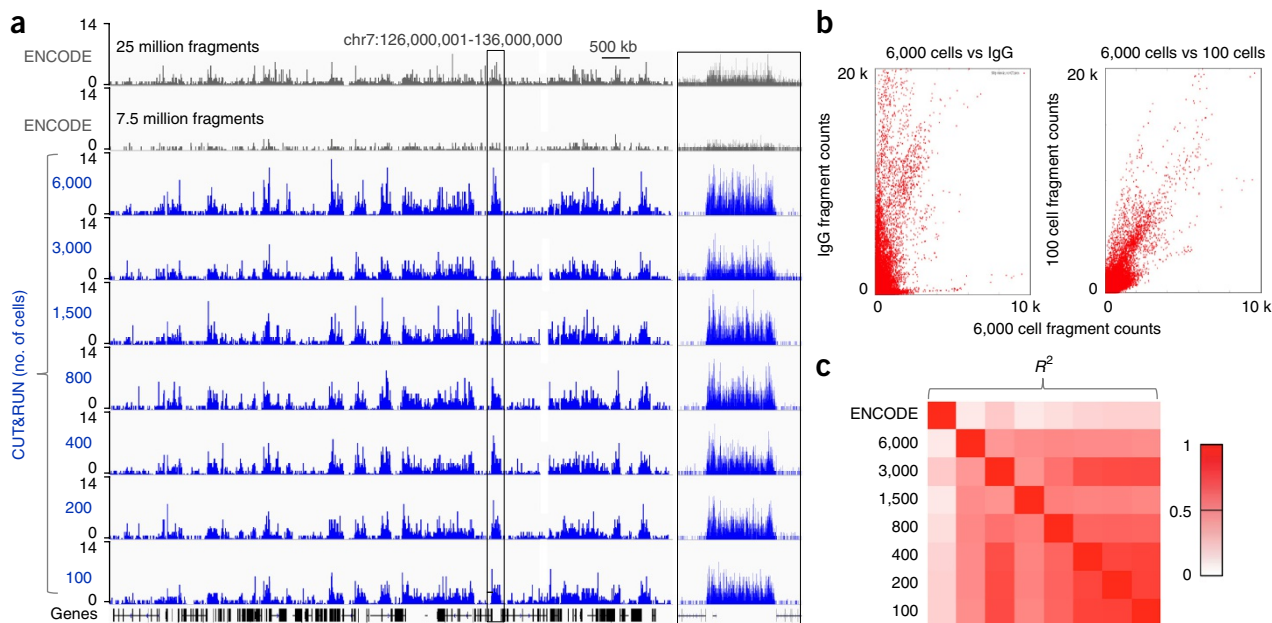 a
14
chr7:126,000,001-136,000,000
25 million fragments
500 kb
ENCODE
0
14
7.5 million fragments
ENCODE
0
CUT&RUN (no. of cells)
14
6,000
0
14
3,000
0
14
1,500
0
14
800
0
14
400
0
14
200
0
14
100
0
Genes
b
6,000 cells vs IgG
6,000 cells vs 100 cells
20 k
20 k
IgG fragment counts
100 cell fragment counts
0
0
0
10 k
0
10 k
6,000 cell fragment counts
c
R²
ENCODE
6,000
3,000
1,500
800
400
200
100
1
0.5
0